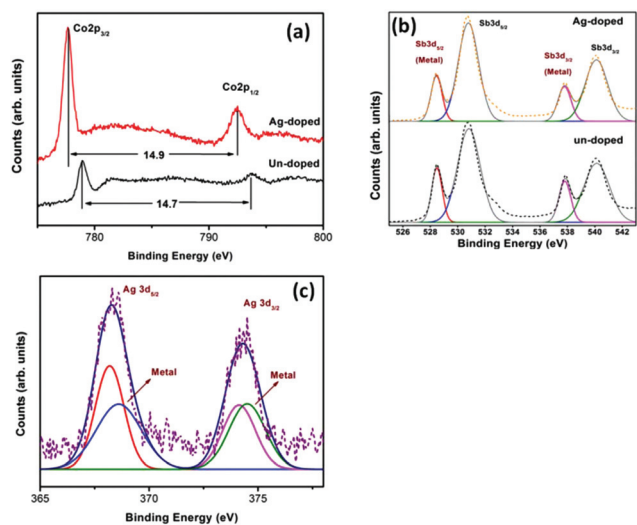 (a)
Co2p3/2
Co2p1/2
Ag-doped
14.9
Un-doped
14.7
780
790
800
Binding Energy (eV)
Counts (arb. units)
(b)
Ag-doped
Sb3d5/2
(Metal)
Sb3d5/2
Sb3d3/2
(Metal)
Sb3d3/2
un-doped
526 528 530 532 534 536 538 540 542
Binding Energy (eV)
Counts (arb. units)
(c)
Ag 3d5/2
Ag 3d3/2
Metal
Metal
365
370
375
Binding Energy (eV)
Counts (arb. units)